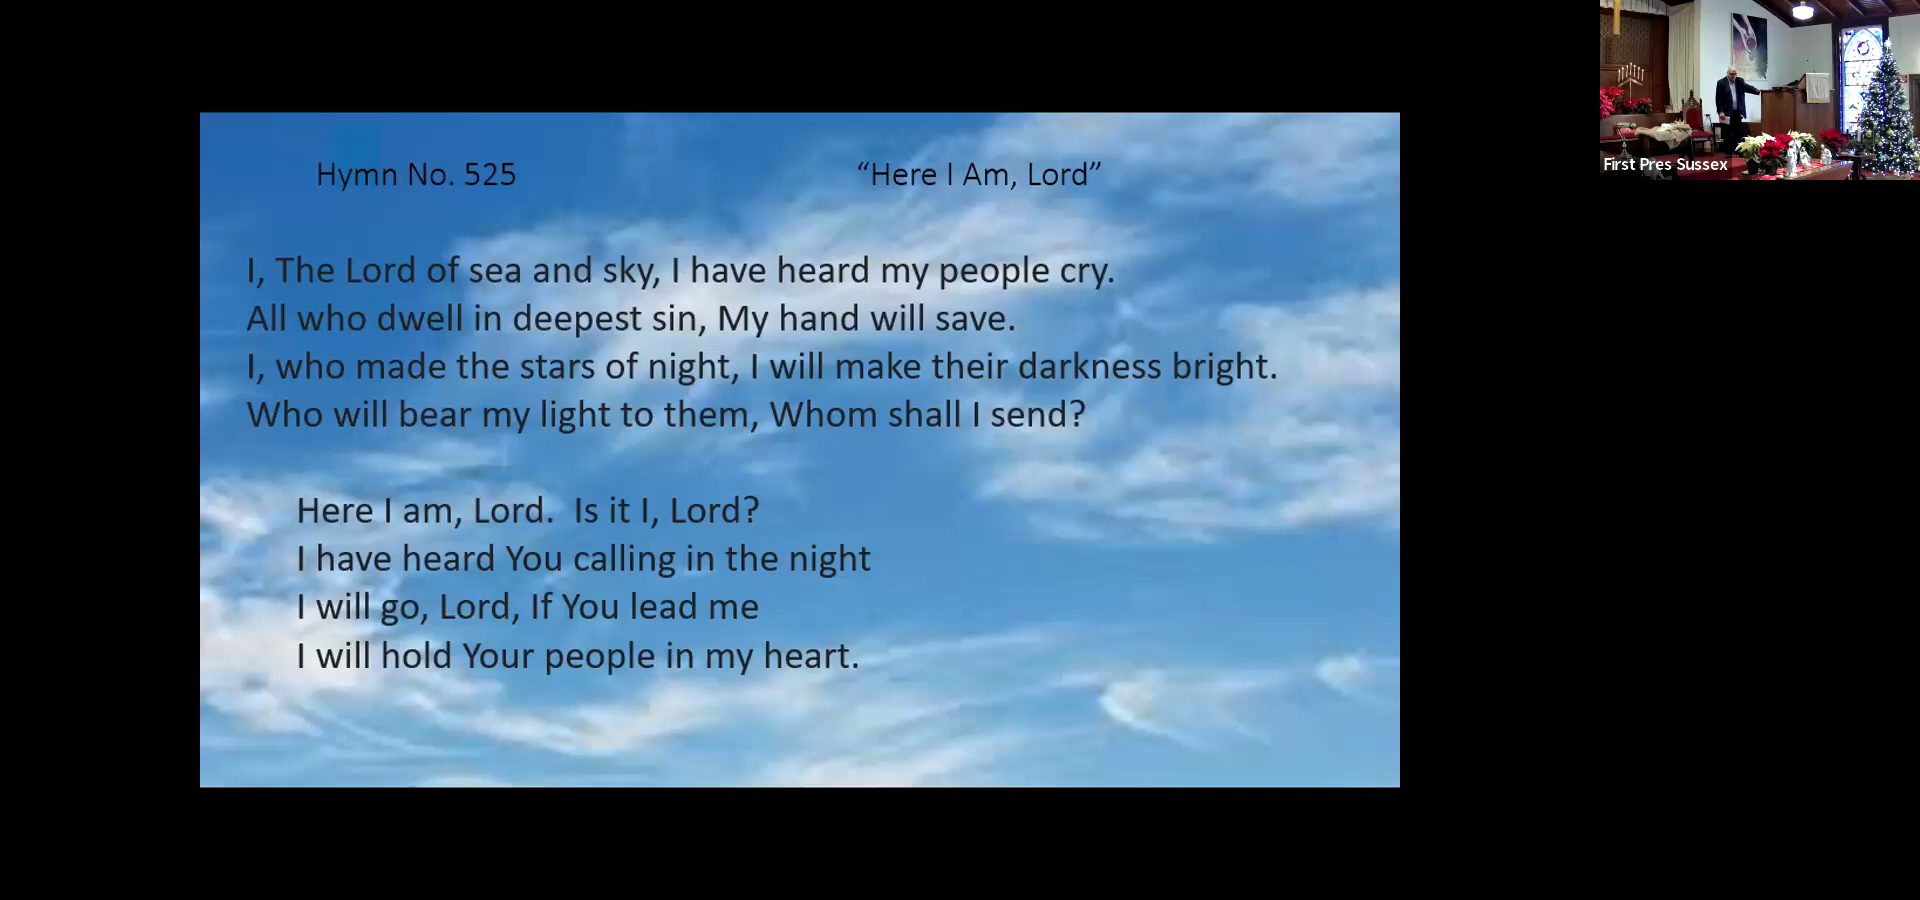 Hymn No. 525 “Here I Am, Lord”
I, The Lord of sea and sky, I have heard my people cry.
All who dwell in deepest sin, My hand will save.
I, who made the stars of night, I will make their darkness bright.
Who will bear my light to them, Whom shall I send?
Here I am, Lord.  Is it I, Lord?
I have heard You calling in the night
I will go, Lord, If You lead me
I will hold Your people in my heart.
First Pres Sussex